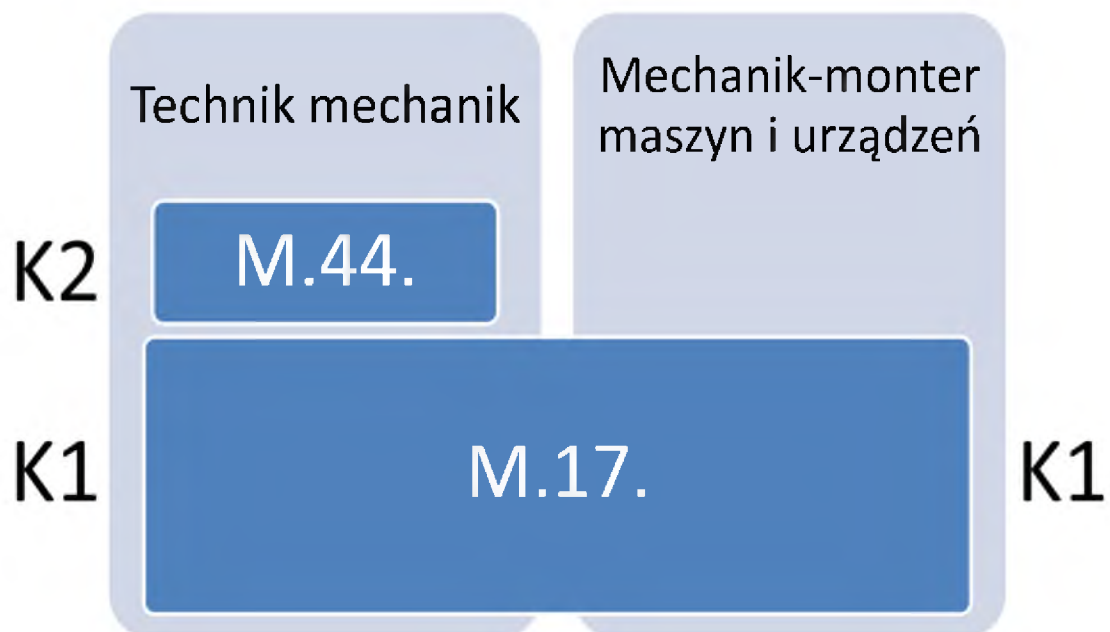 Technik mechanik
Mechanik-monter
maszyn i urządzeń
K2
M.44.
K1
M.17.
K1